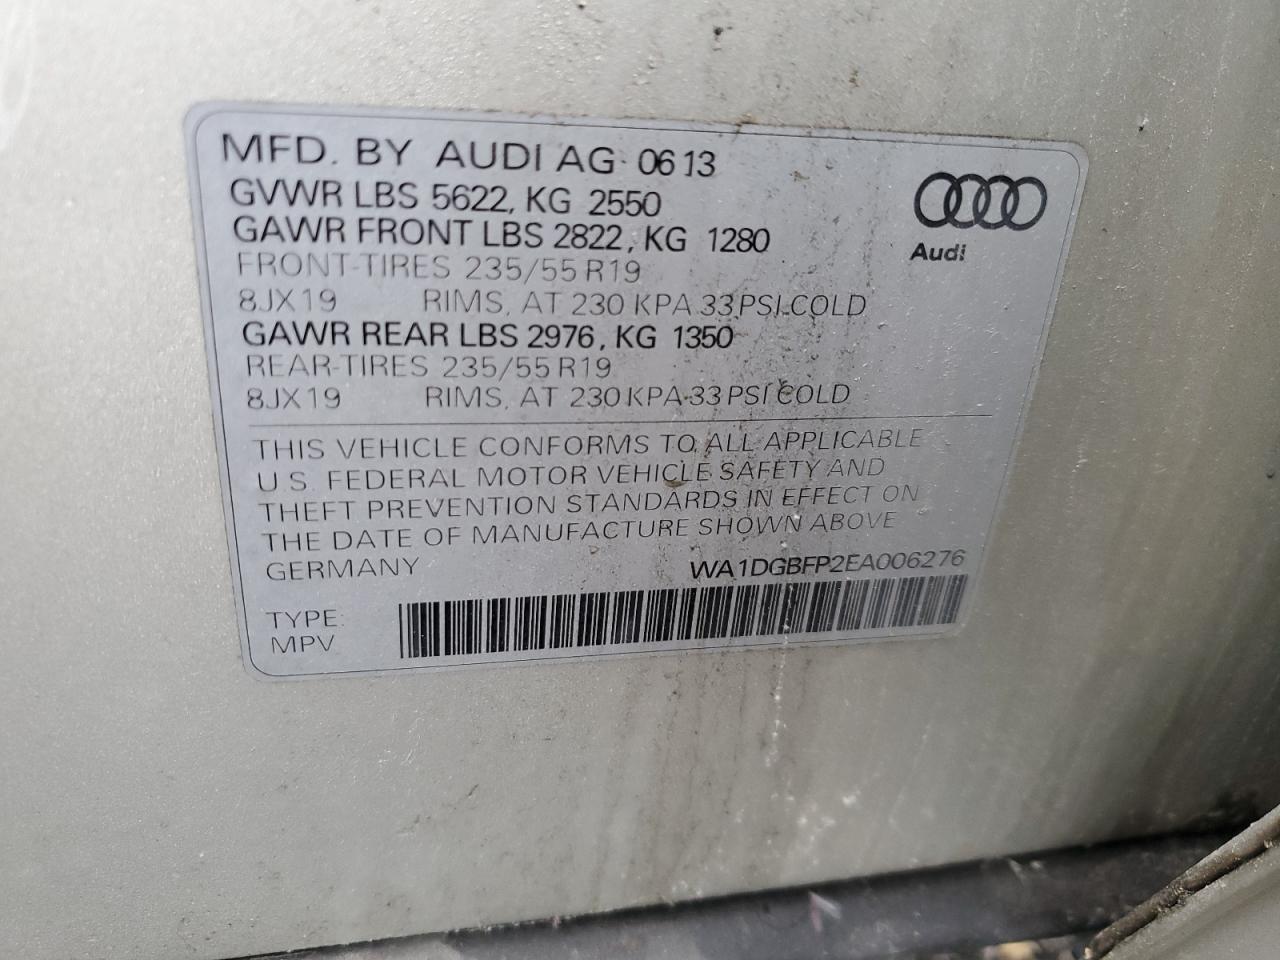 MFD. BY AUDI AG 06 13
GVWR LBS 5622, KG 2550
GAWR FRONT LBS 2822, KG 1280
FRONT-TIRES 235/55 R19
8JX19 RIMS, AT 230 KPA 33 PSI COLD
GAWR REAR LBS 2976, KG 1350
REAR-TIRES 235/55 R19
8JX19 RIMS, AT 230 KPA 33 PSI COLD
Audi
THIS VEHICLE CONFORMS TO ALL APPLICABLE
U.S. FEDERAL MOTOR VEHICLE SAFETY AND
THEFT PREVENTION STANDARDS IN EFFECT ON
THE DATE OF MANUFACTURE SHOWN ABOVE
GERMANY WA1DGBFP2EA006276
TYPE:
MPV